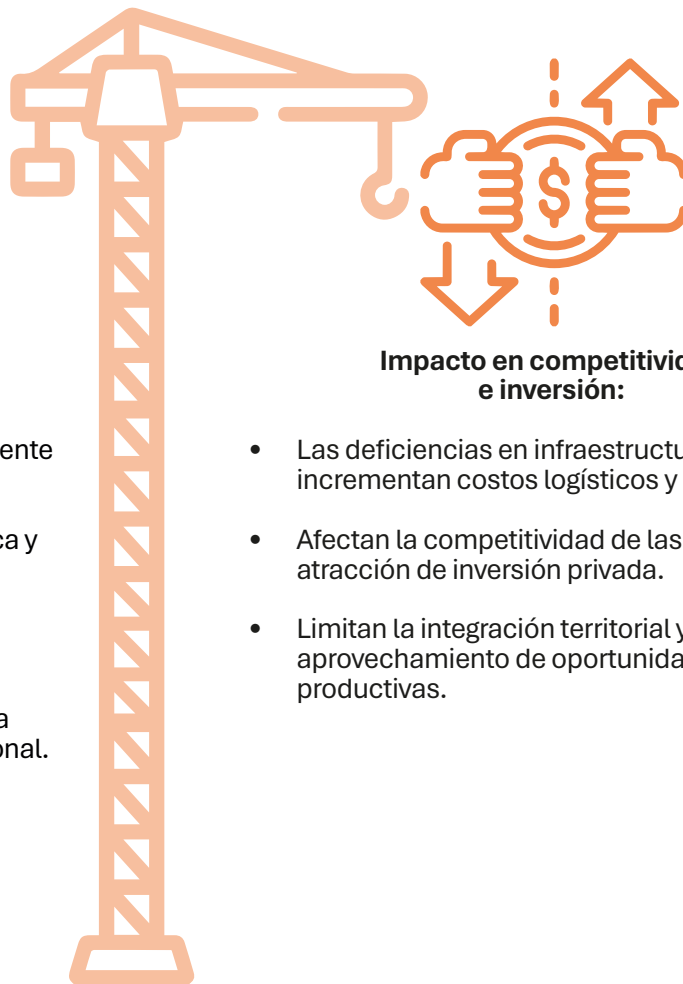 ente
ca y
a
onal.
$
Impacto en competitivid
e inversión:
• Las deficiencias en infraestructu
incrementan costos logísticos y
• Afectan la competitividad de las
atracción de inversión privada.
• Limitan la integración territorial y
aprovechamiento de oportunida
productivas.